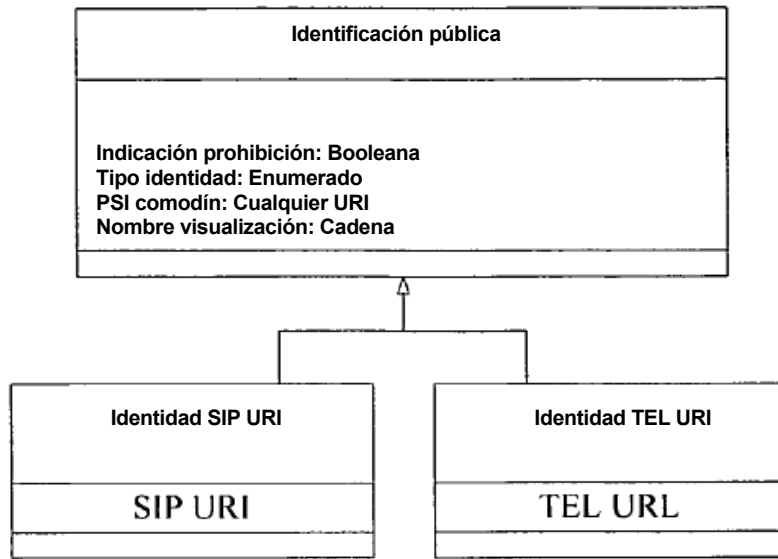 Identificación pública
Indicación prohibición: Booleana
Tipo identidad: Enumerado
PSI comodín: Cualquier URI
Nombre visualización: Cadena
Identidad SIP URI
Identidad TEL URI
SIP URI
TEL URL